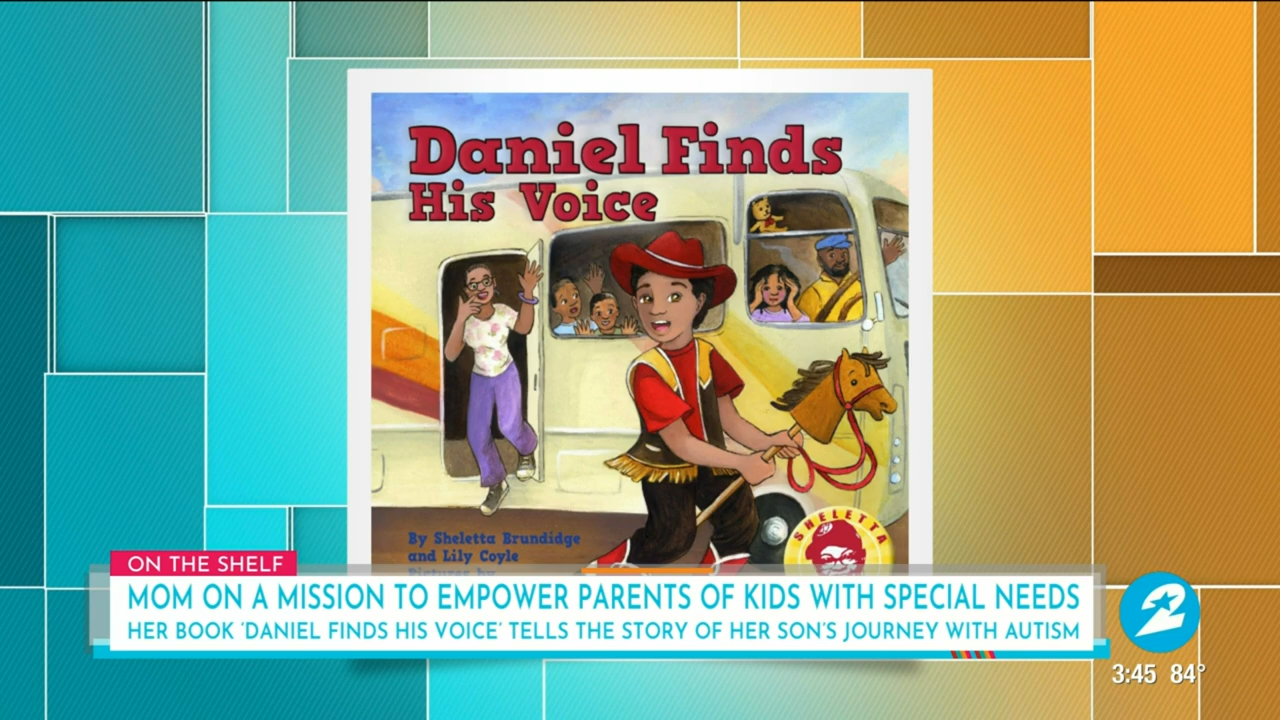 Daniel Finds
His Voice
By Sheletta Brundidge
and Lily Coyle
Pictures by
SHELETTA
ON THE SHELF
MOM ON A MISSION TO EMPOWER PARENTS OF KIDS WITH SPECIAL NEEDS
HER BOOK 'DANIEL FINDS HIS VOICE' TELLS THE STORY OF HER SON'S JOURNEY WITH AUTISM
2
3:45 84°